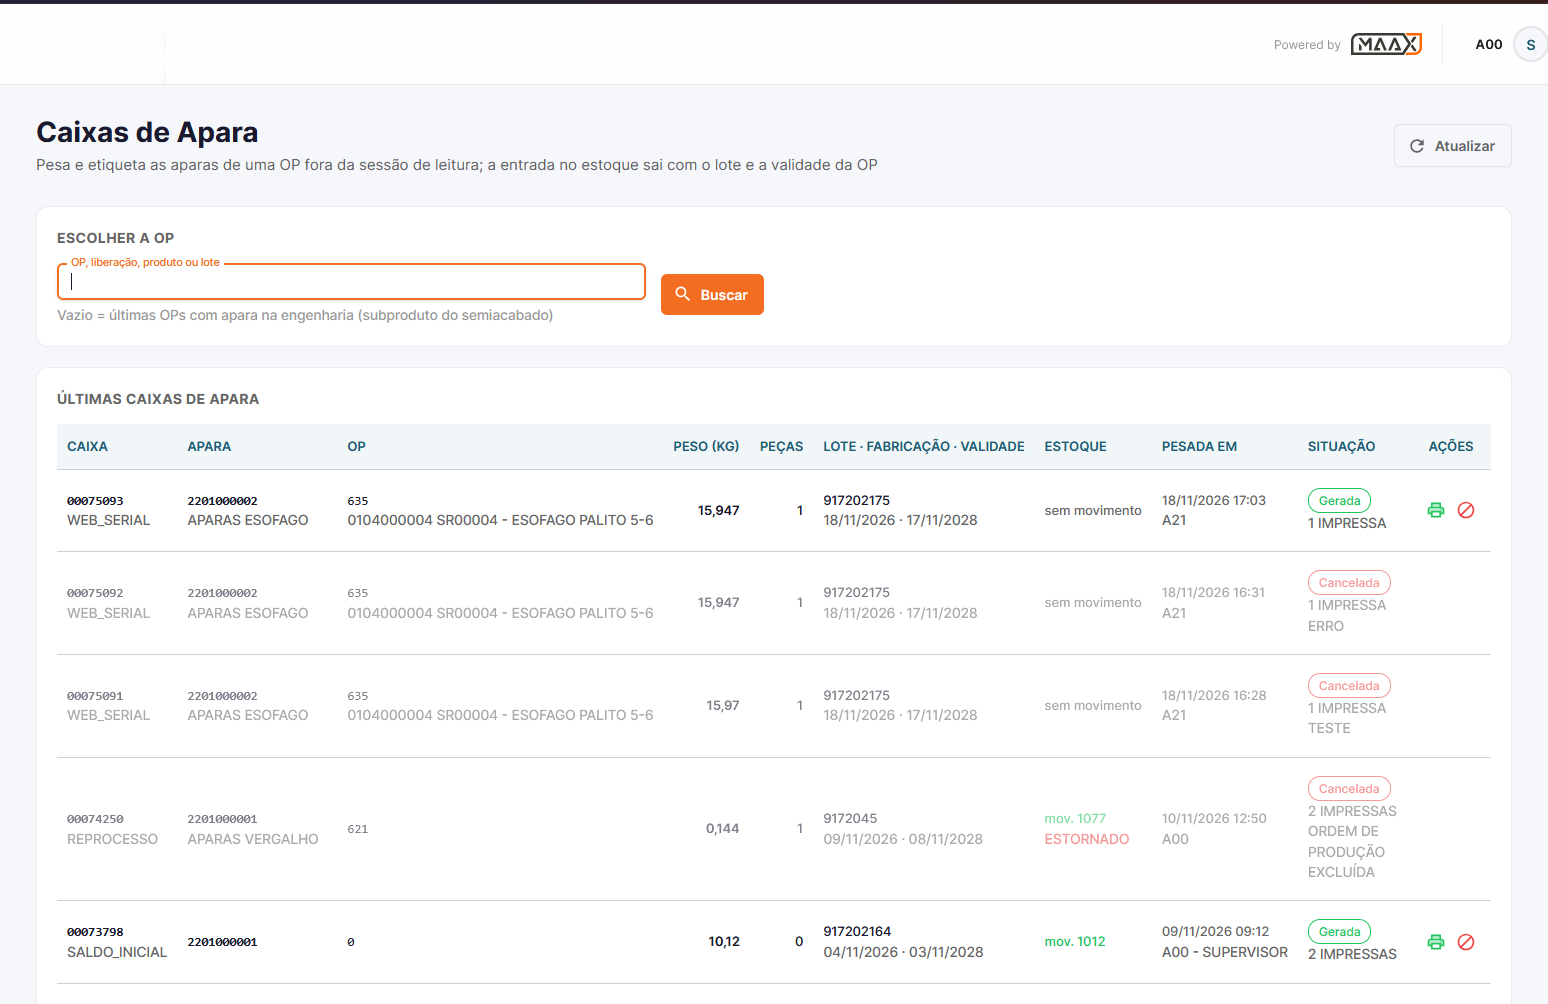 Powered by MAAX
A00
S
Caixas de Apara
Pesa e etiqueta as aparas de uma OP fora da sessão de leitura; a entrada no estoque sai com o lote e a validade da OP
Atualizar
ESCOLHER A OP
OP, liberação, produto ou lote
Buscar
Vazio = últimas OPs com apara na engenharia (subproduto do semiacabado)
ÚLTIMAS CAIXAS DE APARA
CAIXA APARA OP PESO (KG) PEÇAS LOTE · FABRICAÇÃO · VALIDADE ESTOQUE PESADA EM SITUAÇÃO AÇÕES
00075093 2201000002 635 917202175 18/11/2026 17:03 Gerada
15,947 1 sem movimento
WEB_SERIAL APARAS ESOFAGO 0104000004 SR00004 - ESOFAGO PALITO 5-6 18/11/2026 · 17/11/2028 A21 1 IMPRESSA
00075092 2201000002 635 917202175 18/11/2026 16:31 Cancelada
15,947 1 sem movimento
WEB_SERIAL APARAS ESOFAGO 0104000004 SR00004 - ESOFAGO PALITO 5-6 18/11/2026 · 17/11/2028 A21 1 IMPRESSA
ERRO
00075091 2201000002 635 917202175 18/11/2026 16:28 Cancelada
15,97 1 sem movimento
WEB_SERIAL APARAS ESOFAGO 0104000004 SR00004 - ESOFAGO PALITO 5-6 18/11/2026 · 17/11/2028 A21 1 IMPRESSA
TESTE
Cancelada
00074250 2201000001 9172045 mov. 1077 10/11/2026 12:50 2 IMPRESSAS
621 0,144 1
REPROCESSO APARAS VERGALHO 09/11/2026 · 08/11/2028 ESTORNADO A00 ORDEM DE
PRODUÇÃO
EXCLUÍDA
00073798 917202164 09/11/2026 09:12 Gerada
2201000001 0 10,12 0 mov. 1012
SALDO_INICIAL 04/11/2026 · 03/11/2028 A00 - SUPERVISOR 2 IMPRESSAS